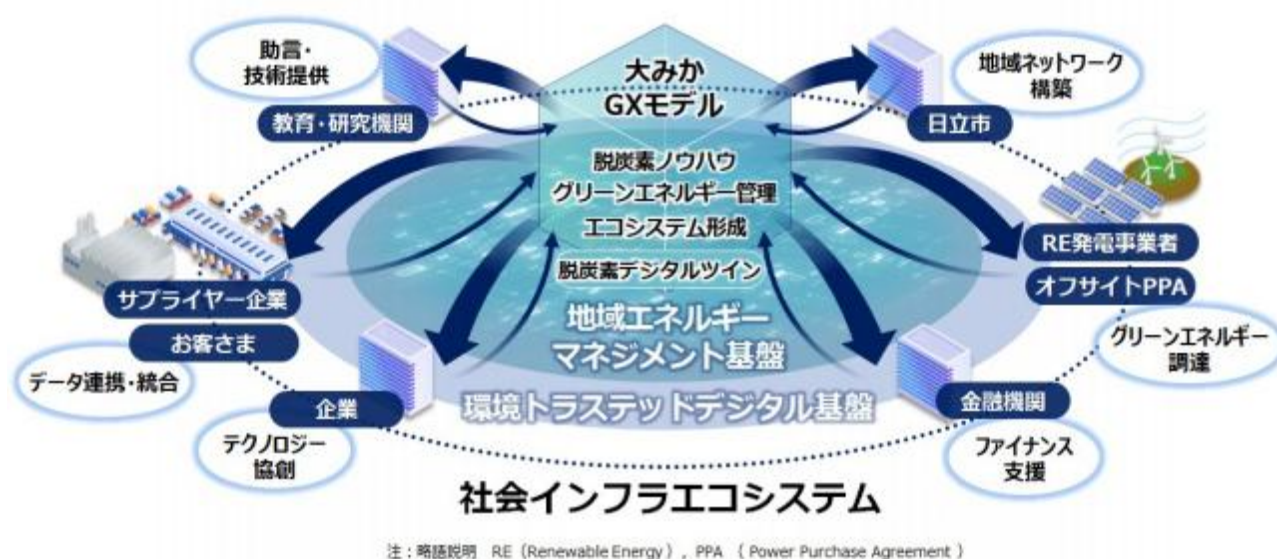 助言・
技術提供
教育・研究機関
大みか
GXモデル
地域ネットワーク
構築
日立市
脱炭素ノウハウ
グリーンエネルギー管理
エコシステム形成
脱炭素デジタルツイン
サプライヤー企業
お客さま
データ連携・統合
RE発電事業者
オフサイトPPA
グリーンエネルギー
調達
地域エネルギー
マネジメント基盤
環境トラステッドデジタル基盤
企業
テクノロジー
協創
金融機関
ファイナンス
支援
社会インフラエコシステム
注：略語説明 RE（Renewable Energy）, PPA （Power Purchase Agreement）